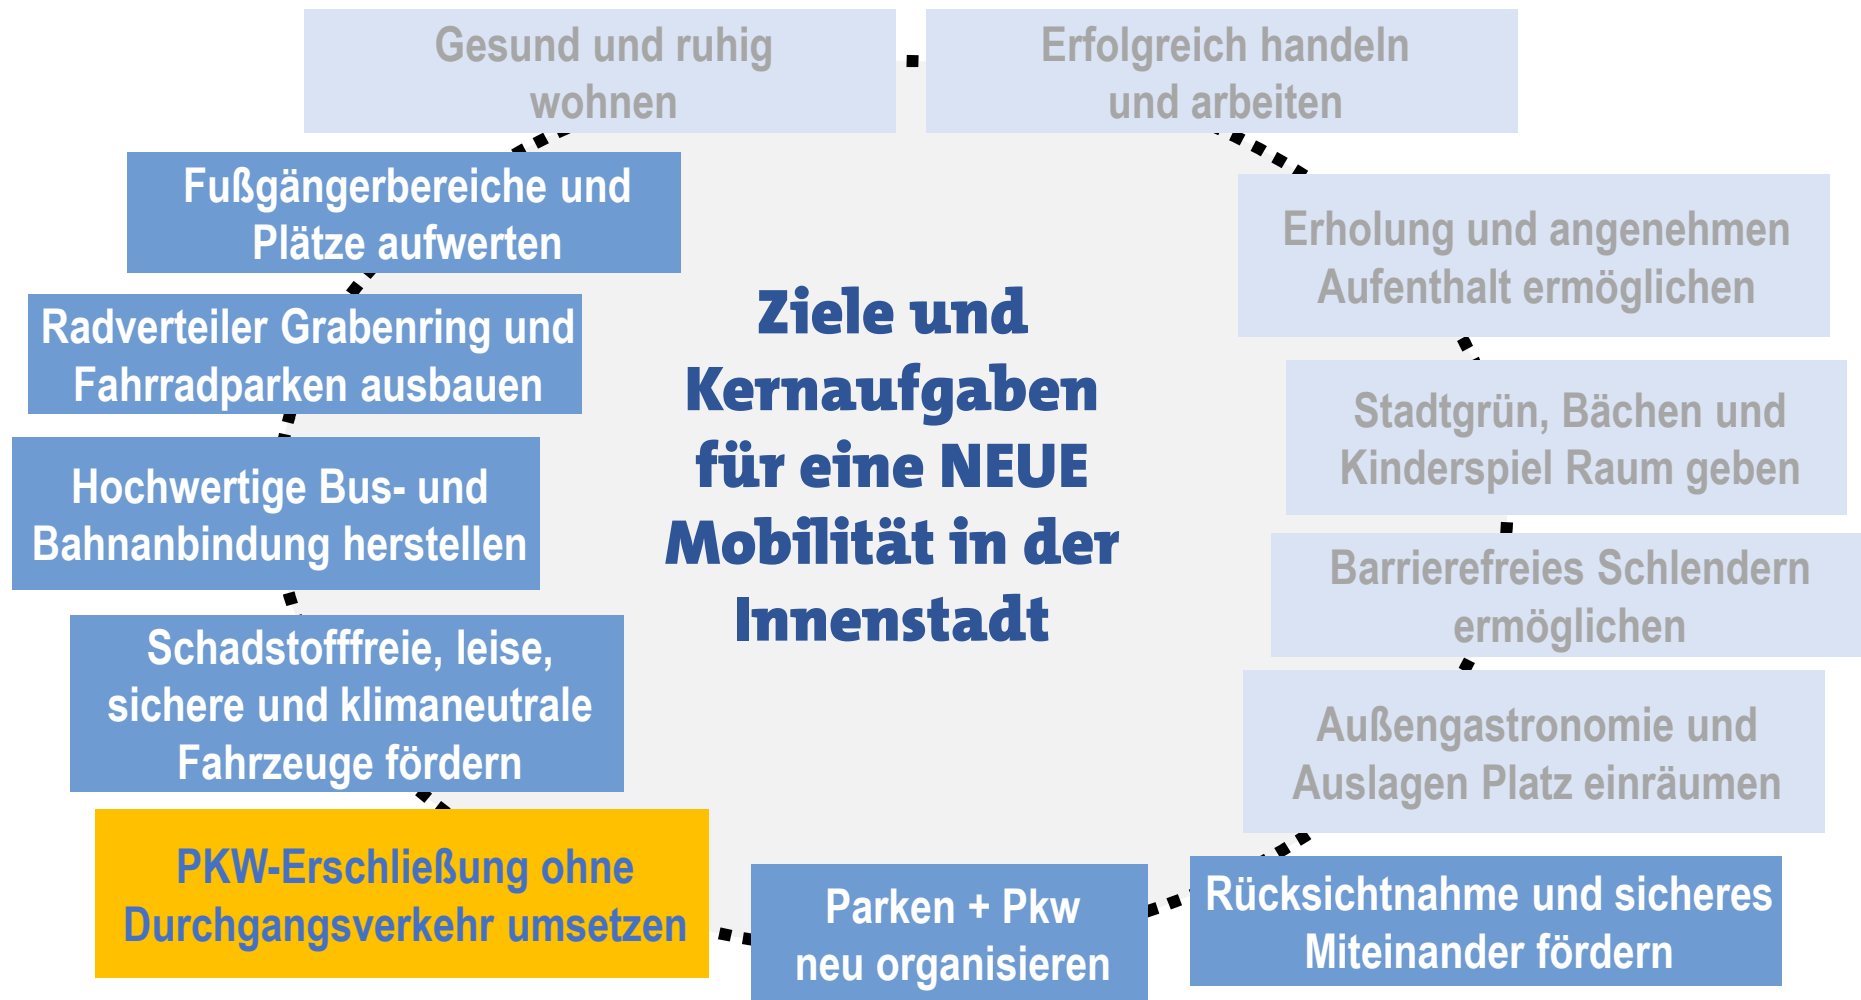 Gesund und ruhig
wohnen
Erfolgreich handeln
und arbeiten
Fußgängerbereiche und
Plätze aufwerten
Erholung und angenehmen
Aufenthalt ermöglichen
Radverteiler Grabenring und
Fahrradparken ausbauen
Ziele und
Kernaufgaben
für eine NEUE
Mobilität in der
Innenstadt
Stadtgrün, Bächen und
Kinderspiel Raum geben
Hochwertige Bus- und
Bahnanbindung herstellen
Barrierefreies Schlendern
ermöglichen
Schadstofffreie, leise,
sichere und klimaneutrale
Fahrzeuge fördern
Außengastronomie und
Auslagen Platz einräumen
PKW-Erschließung ohne
Durchgangsverkehr umsetzen
Parken + Pkw
neu organisieren
Rücksichtnahme und sicheres
Miteinander fördern